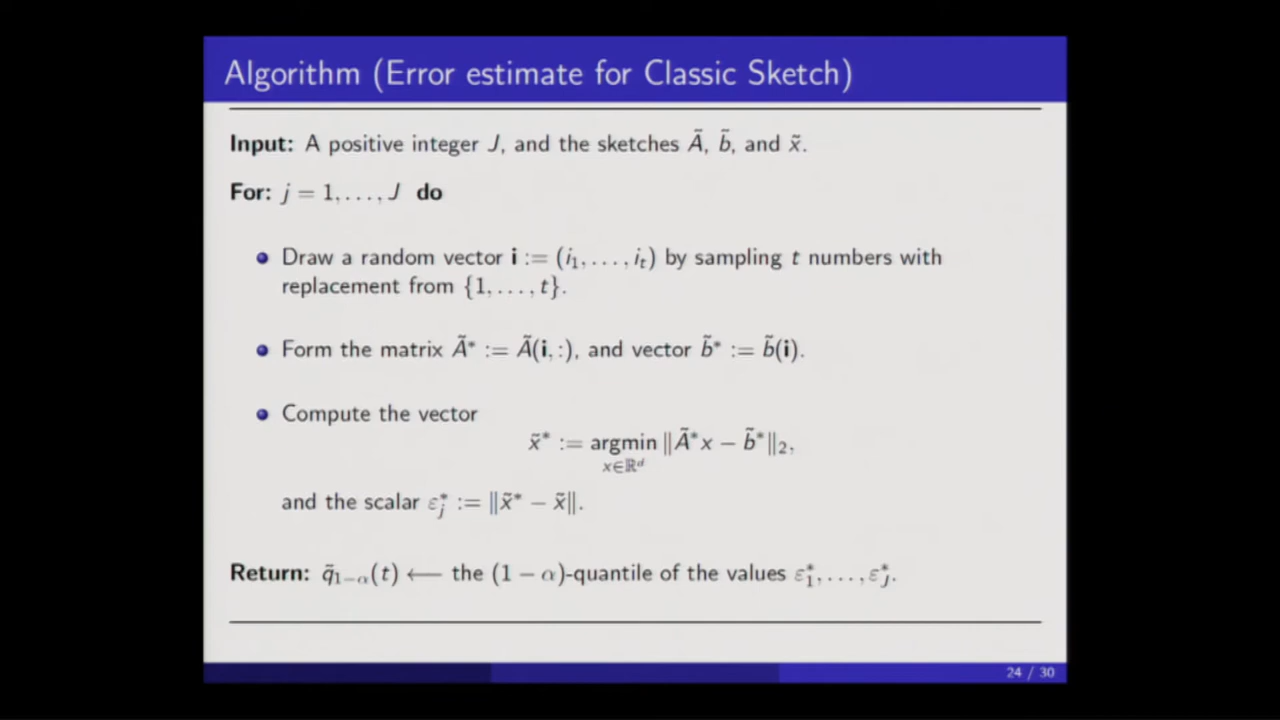 Algorithm (Error estimate for Classic Sketch)
Input: A positive integer J, and the sketches Ã, b̃, and x̃.
For: j = 1, . . . , J do
Draw a random vector i := (i₁, . . . , iₜ) by sampling t numbers with
replacement from {1, . . . , t}.
Form the matrix Ã* := Ã(i, :), and vector b̃* := b̃(i).
Compute the vector
x̃* := argmin ‖Ã*x − b̃*‖₂,
x∈ℝᵈ
and the scalar ε*ⱼ := ‖x̃* − x̃‖.
Return: q̃₁₋α(t) ⟵ the (1 − α)-quantile of the values ε*₁, . . . , ε*_J.
24 / 30